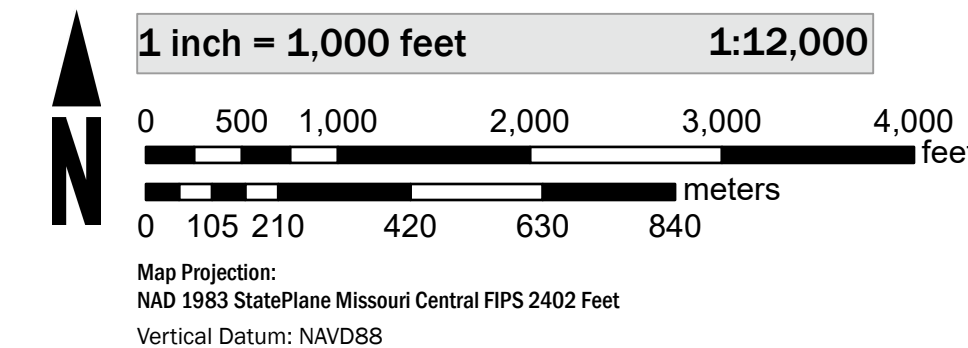 1 inch = 1,000 feet 1:12,000
0 500 1,000 2,000 3,000 4,000
feet
N
meters
0 105 210 420 630 840
Map Projection:
NAD 1983 StatePlane Missouri Central FIPS 2402 Feet
Vertical Datum: NAVD88